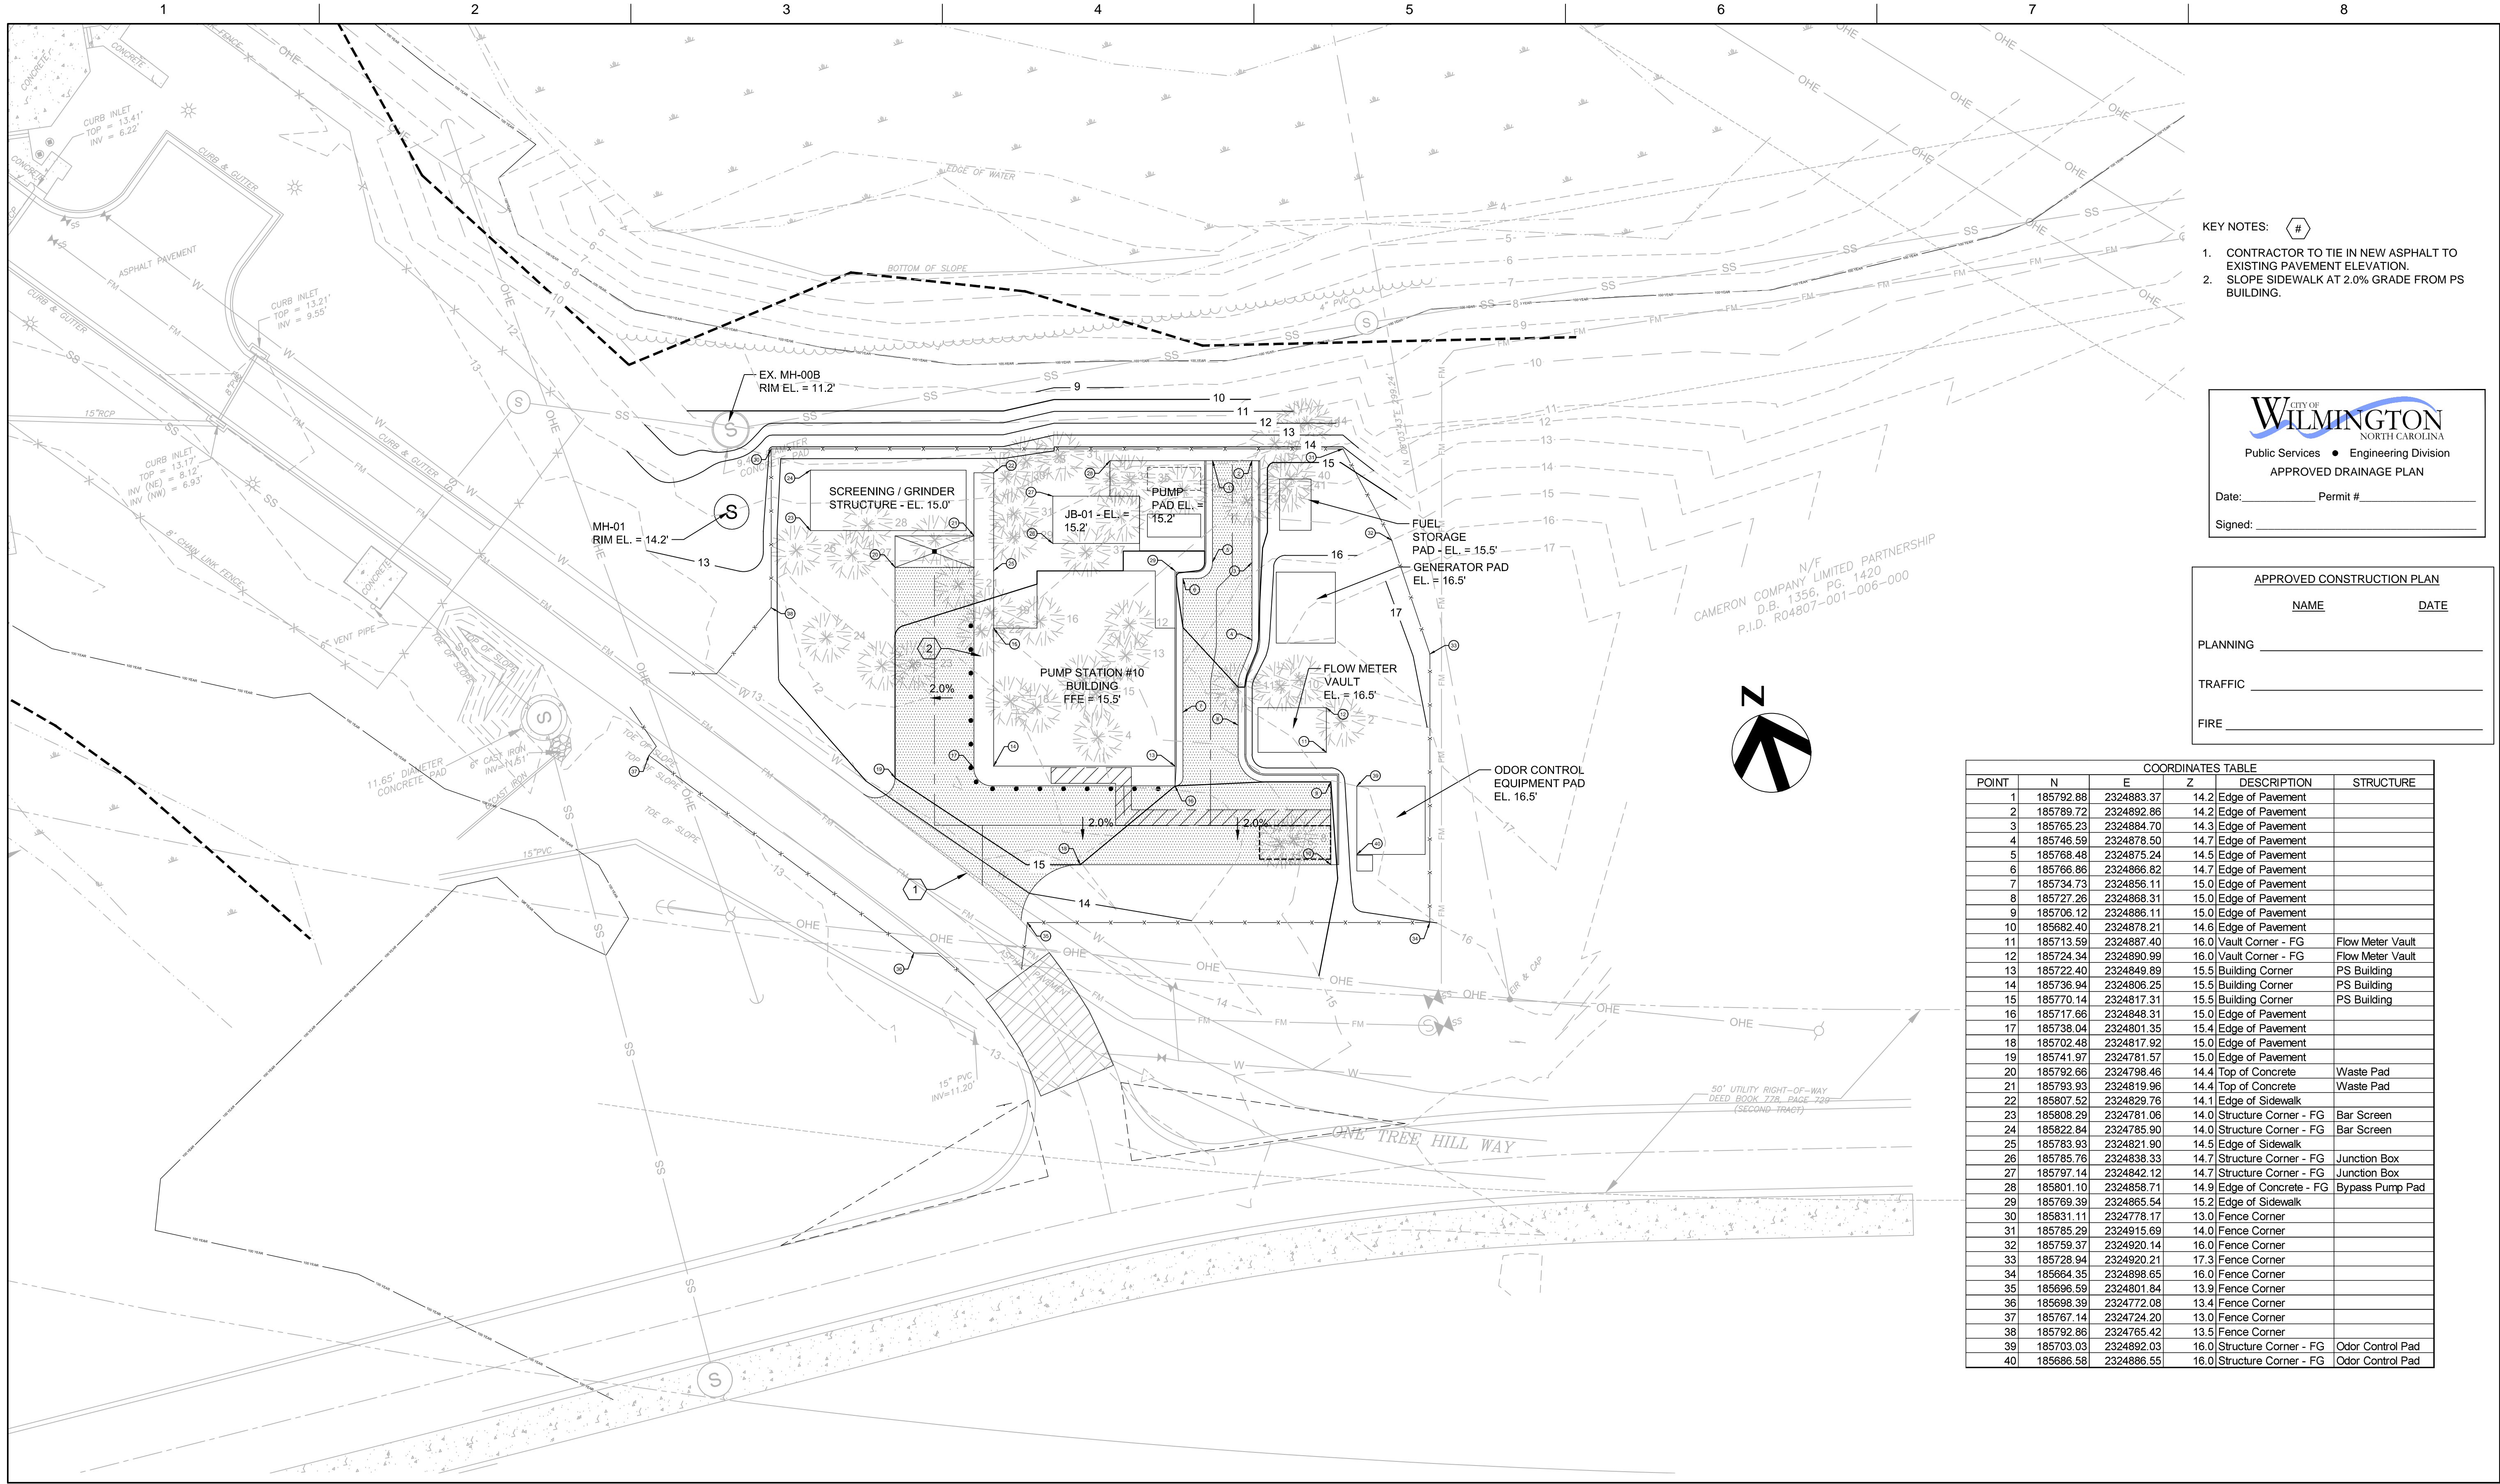 1 2 3 4 5 6 7 8
KEY NOTES: #
1. CONTRACTOR TO TIE IN NEW ASPHALT TO
EXISTING PAVEMENT ELEVATION.
2. SLOPE SIDEWALK AT 2.0% GRADE FROM PS
BUILDING.
CITY OF
WILMINGTON
NORTH CAROLINA
Public Services ● Engineering Division
APPROVED DRAINAGE PLAN
Date: Permit #
Signed:
APPROVED CONSTRUCTION PLAN
NAME DATE
PLANNING
TRAFFIC
FIRE
N
CONCRETE
CONCRETE
FENCE
OHE
CURB INLET
TOP = 13.41'
INV = 6.22'
CURB & GUTTER
ASPHALT PAVEMENT
CURB INLET
TOP = 13.21'
INV = 9.55'
CURB & GUTTER
8"PVC
15"RCP
CURB & GUTTER
CURB INLET
TOP = 13.17'
INV (NE) = 8.12'
INV (NW) = 6.93'
8' CHAIN LINK FENCE
CONCRETE
6" VENT PIPE
TOP OF SLOPE
TOE OF SLOPE
11.65' DIAMETER
CONCRETE PAD
6" CAST IRON
INV=11.51'
TOE OF SLOPE
TOP OF SLOPE
TOE OF SLOPE
15"PVC
EDGE OF WATER
BOTTOM OF SLOPE
4" PVC
EX. MH-00B
RIM EL. = 11.2'
MH-01
RIM EL. = 14.2'
SCREENING / GRINDER
STRUCTURE - EL. 15.0'
JB-01 - EL. =
15.2'
PUMP
PAD EL. =
15.2'
FUEL
STORAGE
PAD - EL. = 15.5'
GENERATOR PAD
EL. = 16.5'
FLOW METER
VAULT
EL. = 16.5'
PUMP STATION #10
BUILDING
FFE = 15.5'
ODOR CONTROL
EQUIPMENT PAD
EL. 16.5'
2.0%
2.0%
2.0%
N/F
CAMERON COMPANY LIMITED PARTNERSHIP
D.B. 1356, PG. 1420
P.I.D. R04807-001-006-000
EIR & CAP
ASPHALT PAVEMENT
15" PVC
INV=11.20'
50' UTILITY RIGHT-OF-WAY
DEED BOOK 778, PAGE 729
(SECOND TRACT)
ONE TREE HILL WAY
COORDINATES TABLE
POINT N E Z DESCRIPTION STRUCTURE
1 185792.88 2324883.37 14.2 Edge of Pavement
2 185789.72 2324892.86 14.2 Edge of Pavement
3 185765.23 2324884.70 14.3 Edge of Pavement
4 185746.59 2324878.50 14.7 Edge of Pavement
5 185768.48 2324875.24 14.5 Edge of Pavement
6 185766.86 2324866.82 14.7 Edge of Pavement
7 185734.73 2324856.11 15.0 Edge of Pavement
8 185727.26 2324868.31 15.0 Edge of Pavement
9 185706.12 2324886.11 15.0 Edge of Pavement
10 185682.40 2324878.21 14.6 Edge of Pavement
11 185713.59 2324887.40 16.0 Vault Corner - FG Flow Meter Vault
12 185724.34 2324890.99 16.0 Vault Corner - FG Flow Meter Vault
13 185722.40 2324849.89 15.5 Building Corner PS Building
14 185736.94 2324806.25 15.5 Building Corner PS Building
15 185770.14 2324817.31 15.5 Building Corner PS Building
16 185717.66 2324848.31 15.0 Edge of Pavement
17 185738.04 2324801.35 15.4 Edge of Pavement
18 185702.48 2324817.92 15.0 Edge of Pavement
19 185741.97 2324781.57 15.0 Edge of Pavement
20 185792.66 2324798.46 14.4 Top of Concrete Waste Pad
21 185793.93 2324819.96 14.4 Top of Concrete Waste Pad
22 185807.52 2324829.76 14.1 Edge of Sidewalk
23 185808.29 2324781.06 14.0 Structure Corner - FG Bar Screen
24 185822.84 2324785.90 14.0 Structure Corner - FG Bar Screen
25 185783.93 2324821.90 14.5 Edge of Sidewalk
26 185785.76 2324838.33 14.7 Structure Corner - FG Junction Box
27 185797.14 2324842.12 14.7 Structure Corner - FG Junction Box
28 185801.10 2324858.71 14.9 Edge of Concrete - FG Bypass Pump Pad
29 185769.39 2324865.54 15.2 Edge of Sidewalk
30 185831.11 2324778.17 13.0 Fence Corner
31 185785.29 2324915.69 14.0 Fence Corner
32 185759.37 2324920.14 16.0 Fence Corner
33 185728.94 2324920.21 17.3 Fence Corner
34 185664.35 2324898.65 16.0 Fence Corner
35 185696.59 2324801.84 13.9 Fence Corner
36 185698.39 2324772.08 13.4 Fence Corner
37 185767.14 2324724.20 13.0 Fence Corner
38 185792.86 2324765.42 13.5 Fence Corner
39 185703.03 2324892.03 16.0 Structure Corner - FG Odor Control Pad
40 185686.58 2324886.55 16.0 Structure Corner - FG Odor Control Pad